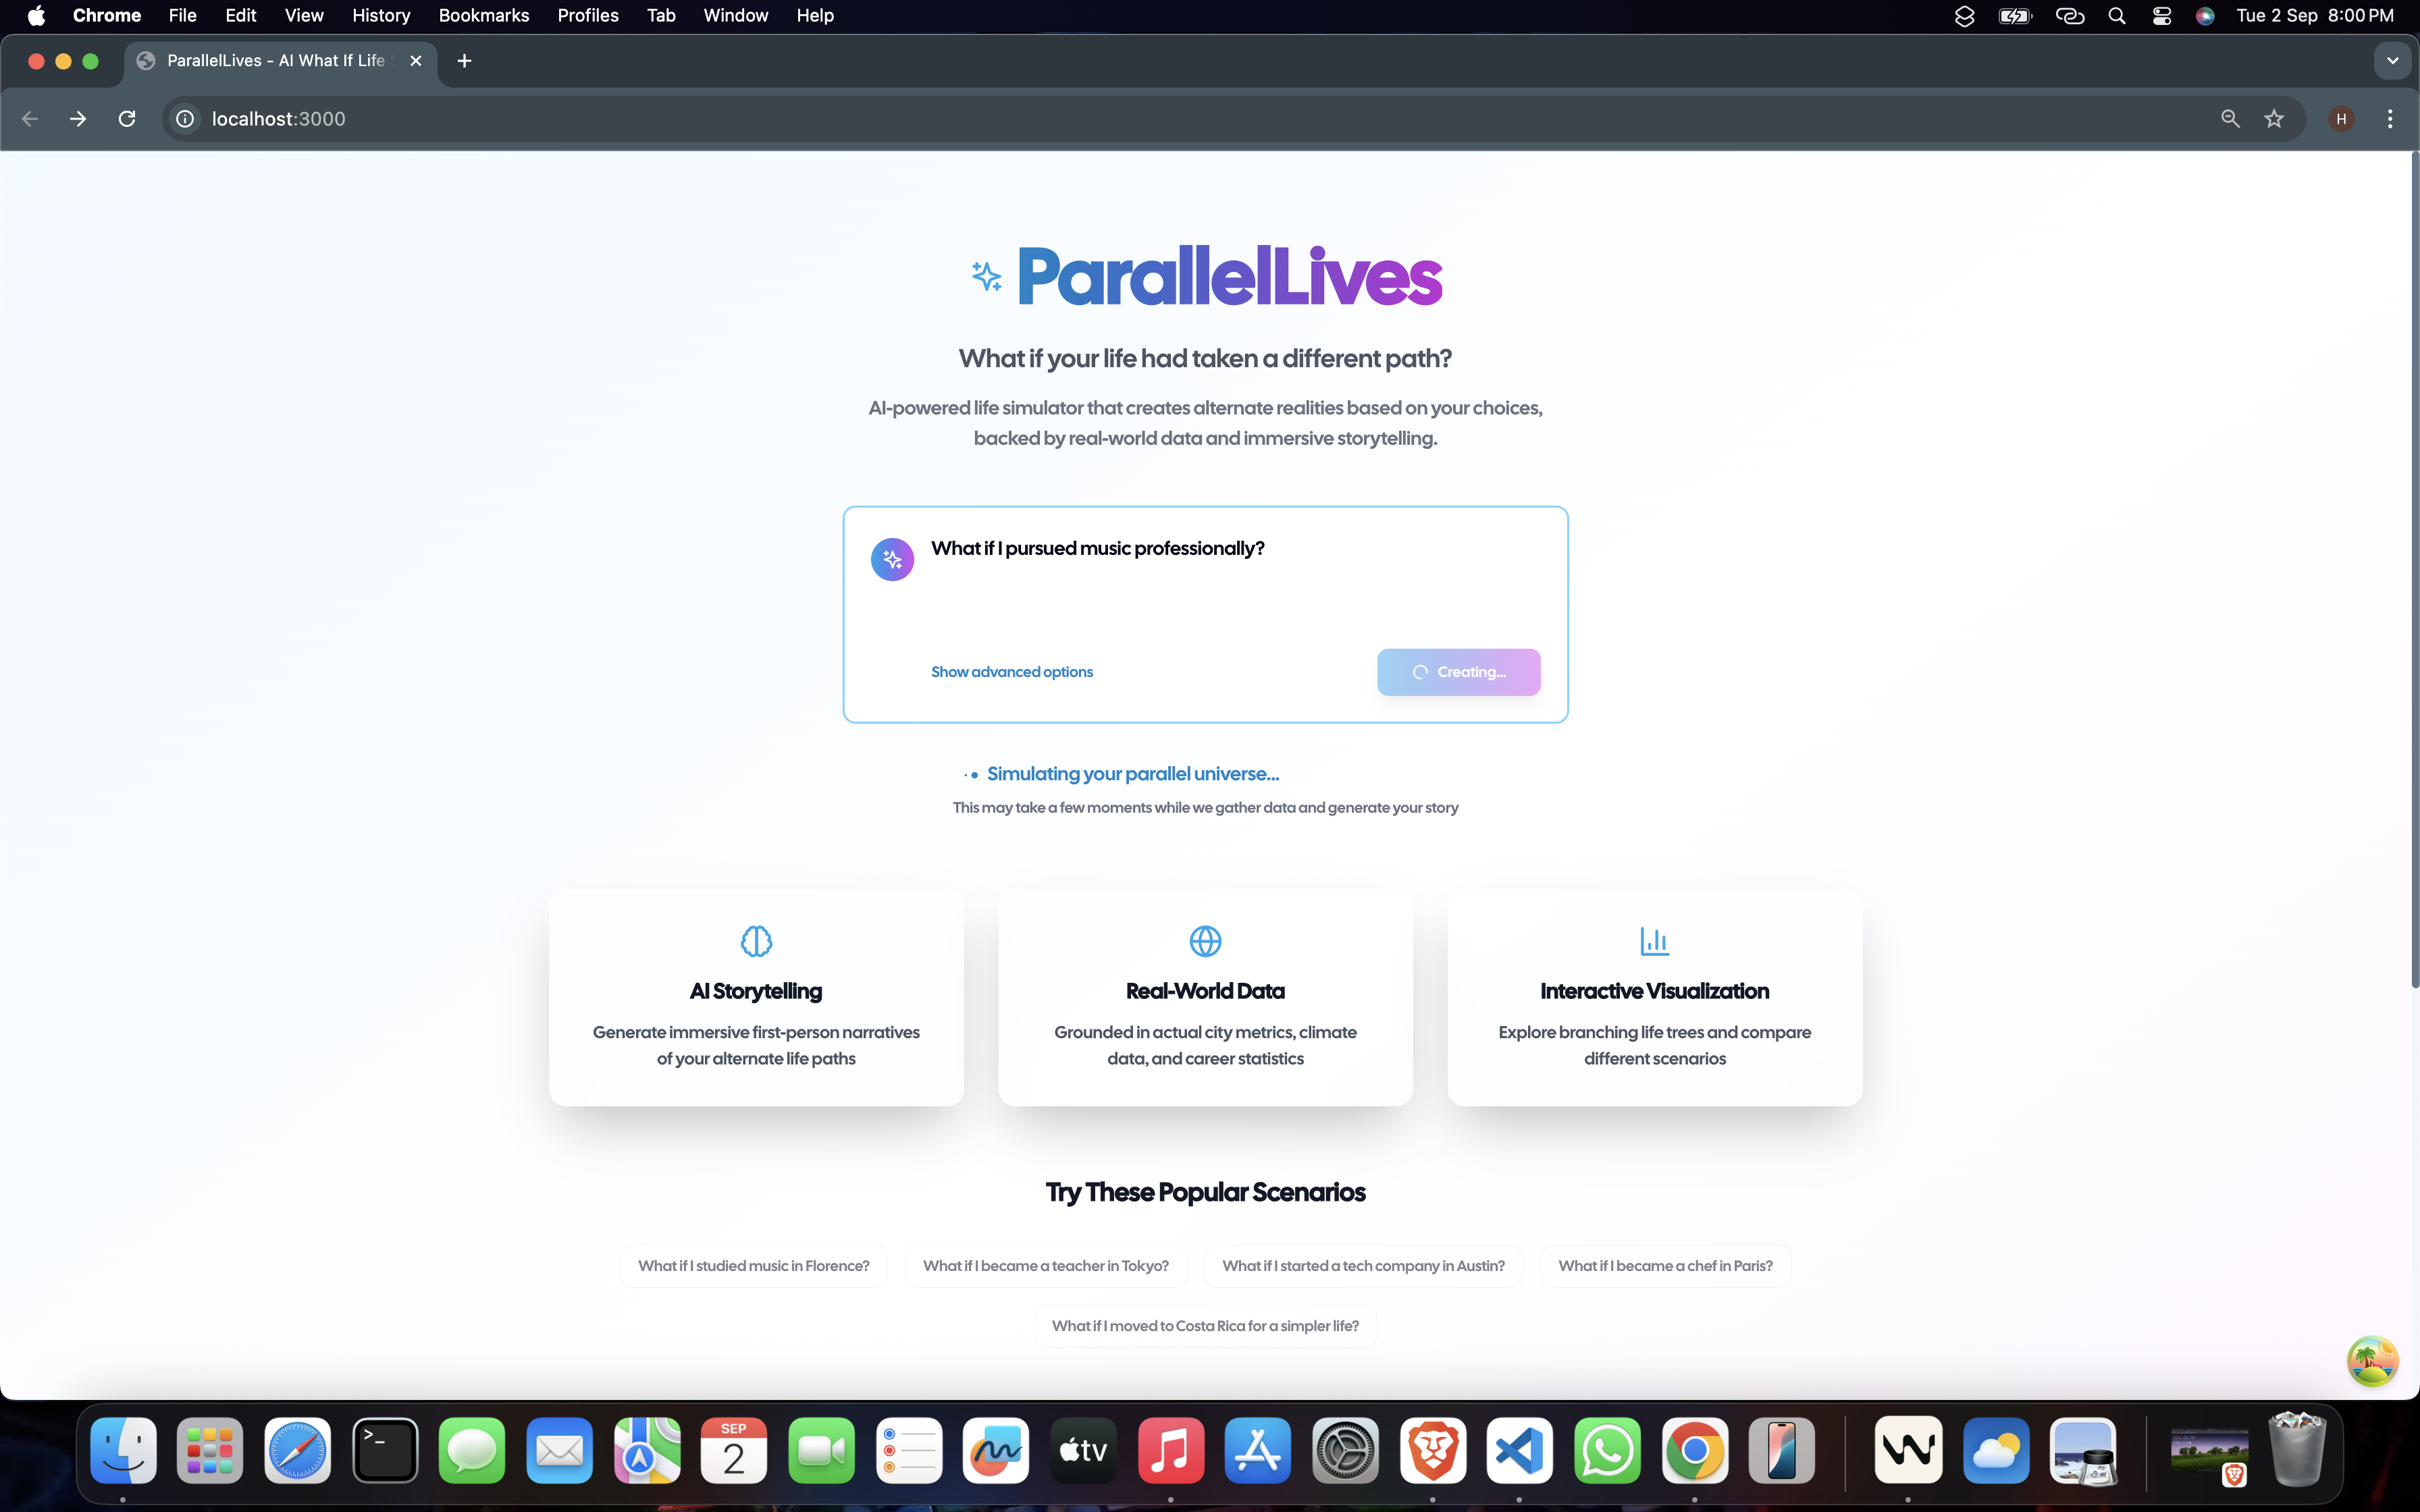 Chrome File Edit View History Bookmarks Profiles Tab Window Help Tue 2 Sep 8:00 PM
ParallelLives - AI What If Life
localhost:3000
H
ParallelLives
What if your life had taken a different path?
AI-powered life simulator that creates alternate realities based on your choices,
backed by real-world data and immersive storytelling.
What if I pursued music professionally?
Show advanced options
Creating...
Simulating your parallel universe...
This may take a few moments while we gather data and generate your story
AI Storytelling
Generate immersive first-person narratives
of your alternate life paths
Real-World Data
Grounded in actual city metrics, climate
data, and career statistics
Interactive Visualization
Explore branching life trees and compare
different scenarios
Try These Popular Scenarios
What if I studied music in Florence?
What if I became a teacher in Tokyo?
What if I started a tech company in Austin?
What if I became a chef in Paris?
What if I moved to Costa Rica for a simpler life?
>_
SEP
2
tv